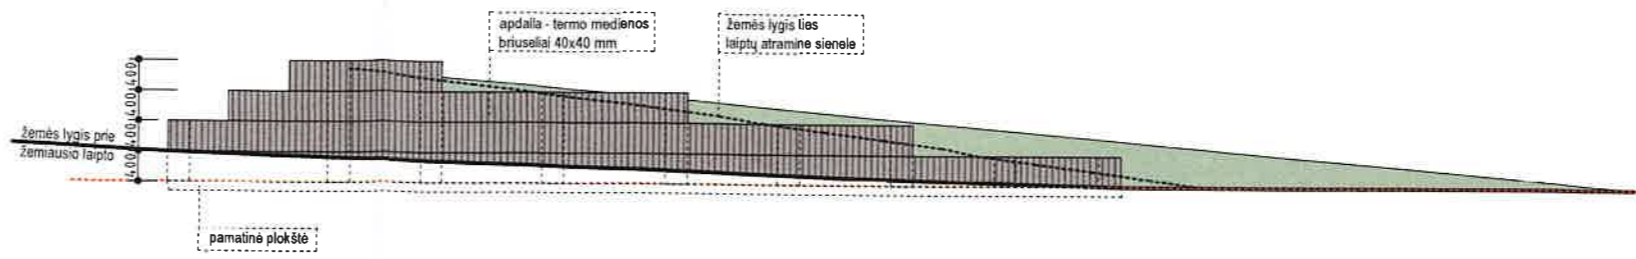 apdaila - termo medienos
briuseliai 40x40 mm
žemės lygis ties
laiptų atramine sienele
400
400
400
400
žemės lygis prie
žemiausio laipto
pamatinė plokštė